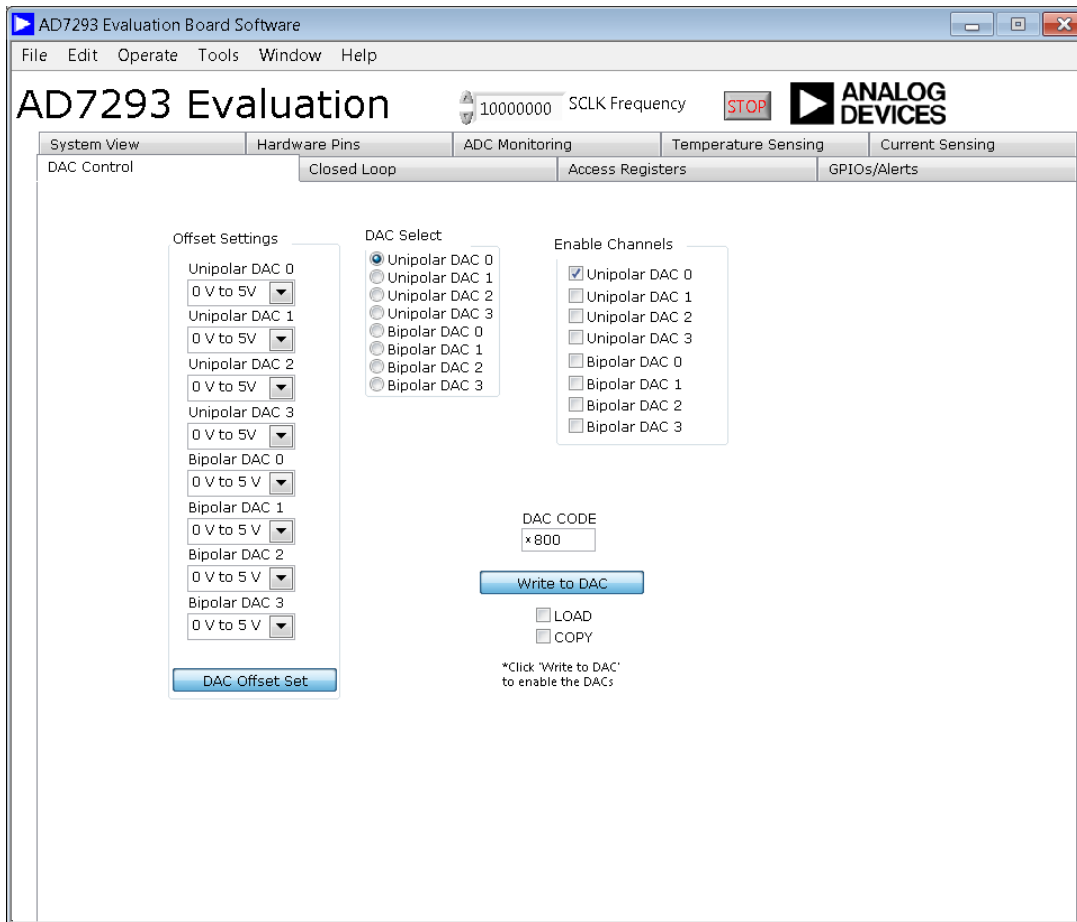 AD7293 Evaluation Board Software
File Edit Operate Tools Window Help
AD7293 Evaluation
10000000 SCLK Frequency
STOP
ANALOG
DEVICES
System View Hardware Pins ADC Monitoring Temperature Sensing Current Sensing
DAC Control Closed Loop Access Registers GPIOs/Alerts
Offset Settings
Unipolar DAC 0
0 V to 5V
Unipolar DAC 1
0 V to 5V
Unipolar DAC 2
0 V to 5V
Unipolar DAC 3
0 V to 5V
Bipolar DAC 0
0 V to 5 V
Bipolar DAC 1
0 V to 5 V
Bipolar DAC 2
0 V to 5 V
Bipolar DAC 3
0 V to 5 V
DAC Offset Set
DAC Select
Unipolar DAC 0
Unipolar DAC 1
Unipolar DAC 2
Unipolar DAC 3
Bipolar DAC 0
Bipolar DAC 1
Bipolar DAC 2
Bipolar DAC 3
Enable Channels
Unipolar DAC 0
Unipolar DAC 1
Unipolar DAC 2
Unipolar DAC 3
Bipolar DAC 0
Bipolar DAC 1
Bipolar DAC 2
Bipolar DAC 3
DAC CODE
x 800
Write to DAC
LOAD
COPY
*Click 'Write to DAC'
to enable the DACs